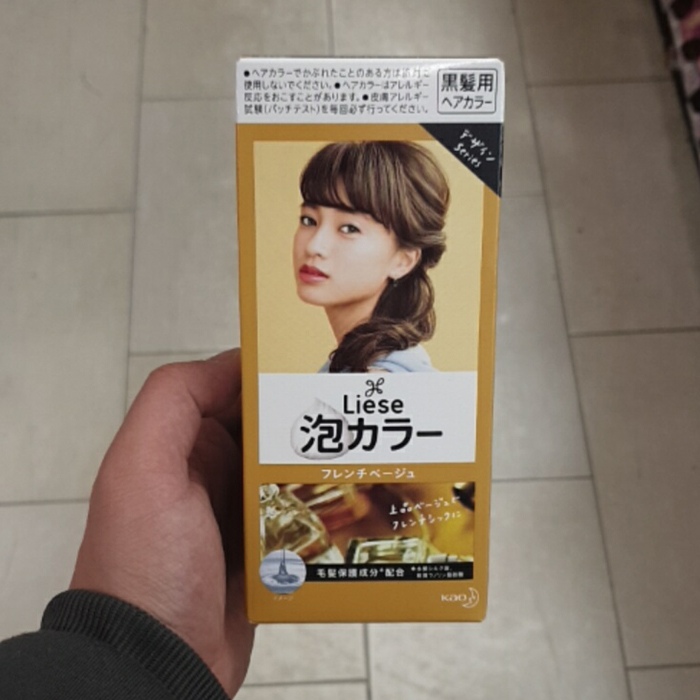 ●ヘアカラーでかぶれたことのある方は絶対に
使用しないでください。●ヘアカラーはアレルギー
反応をおこすことがあります。●皮膚アレルギー
試験(パッチテスト)を毎回必ず行ってください。
黒髪用
ヘアカラー
デザイン
Series
Liese
泡カラー
フレンチベージュ
上品ベージュで
フレンチシックに
毛髪保護成分*配合
イメージ
Kao